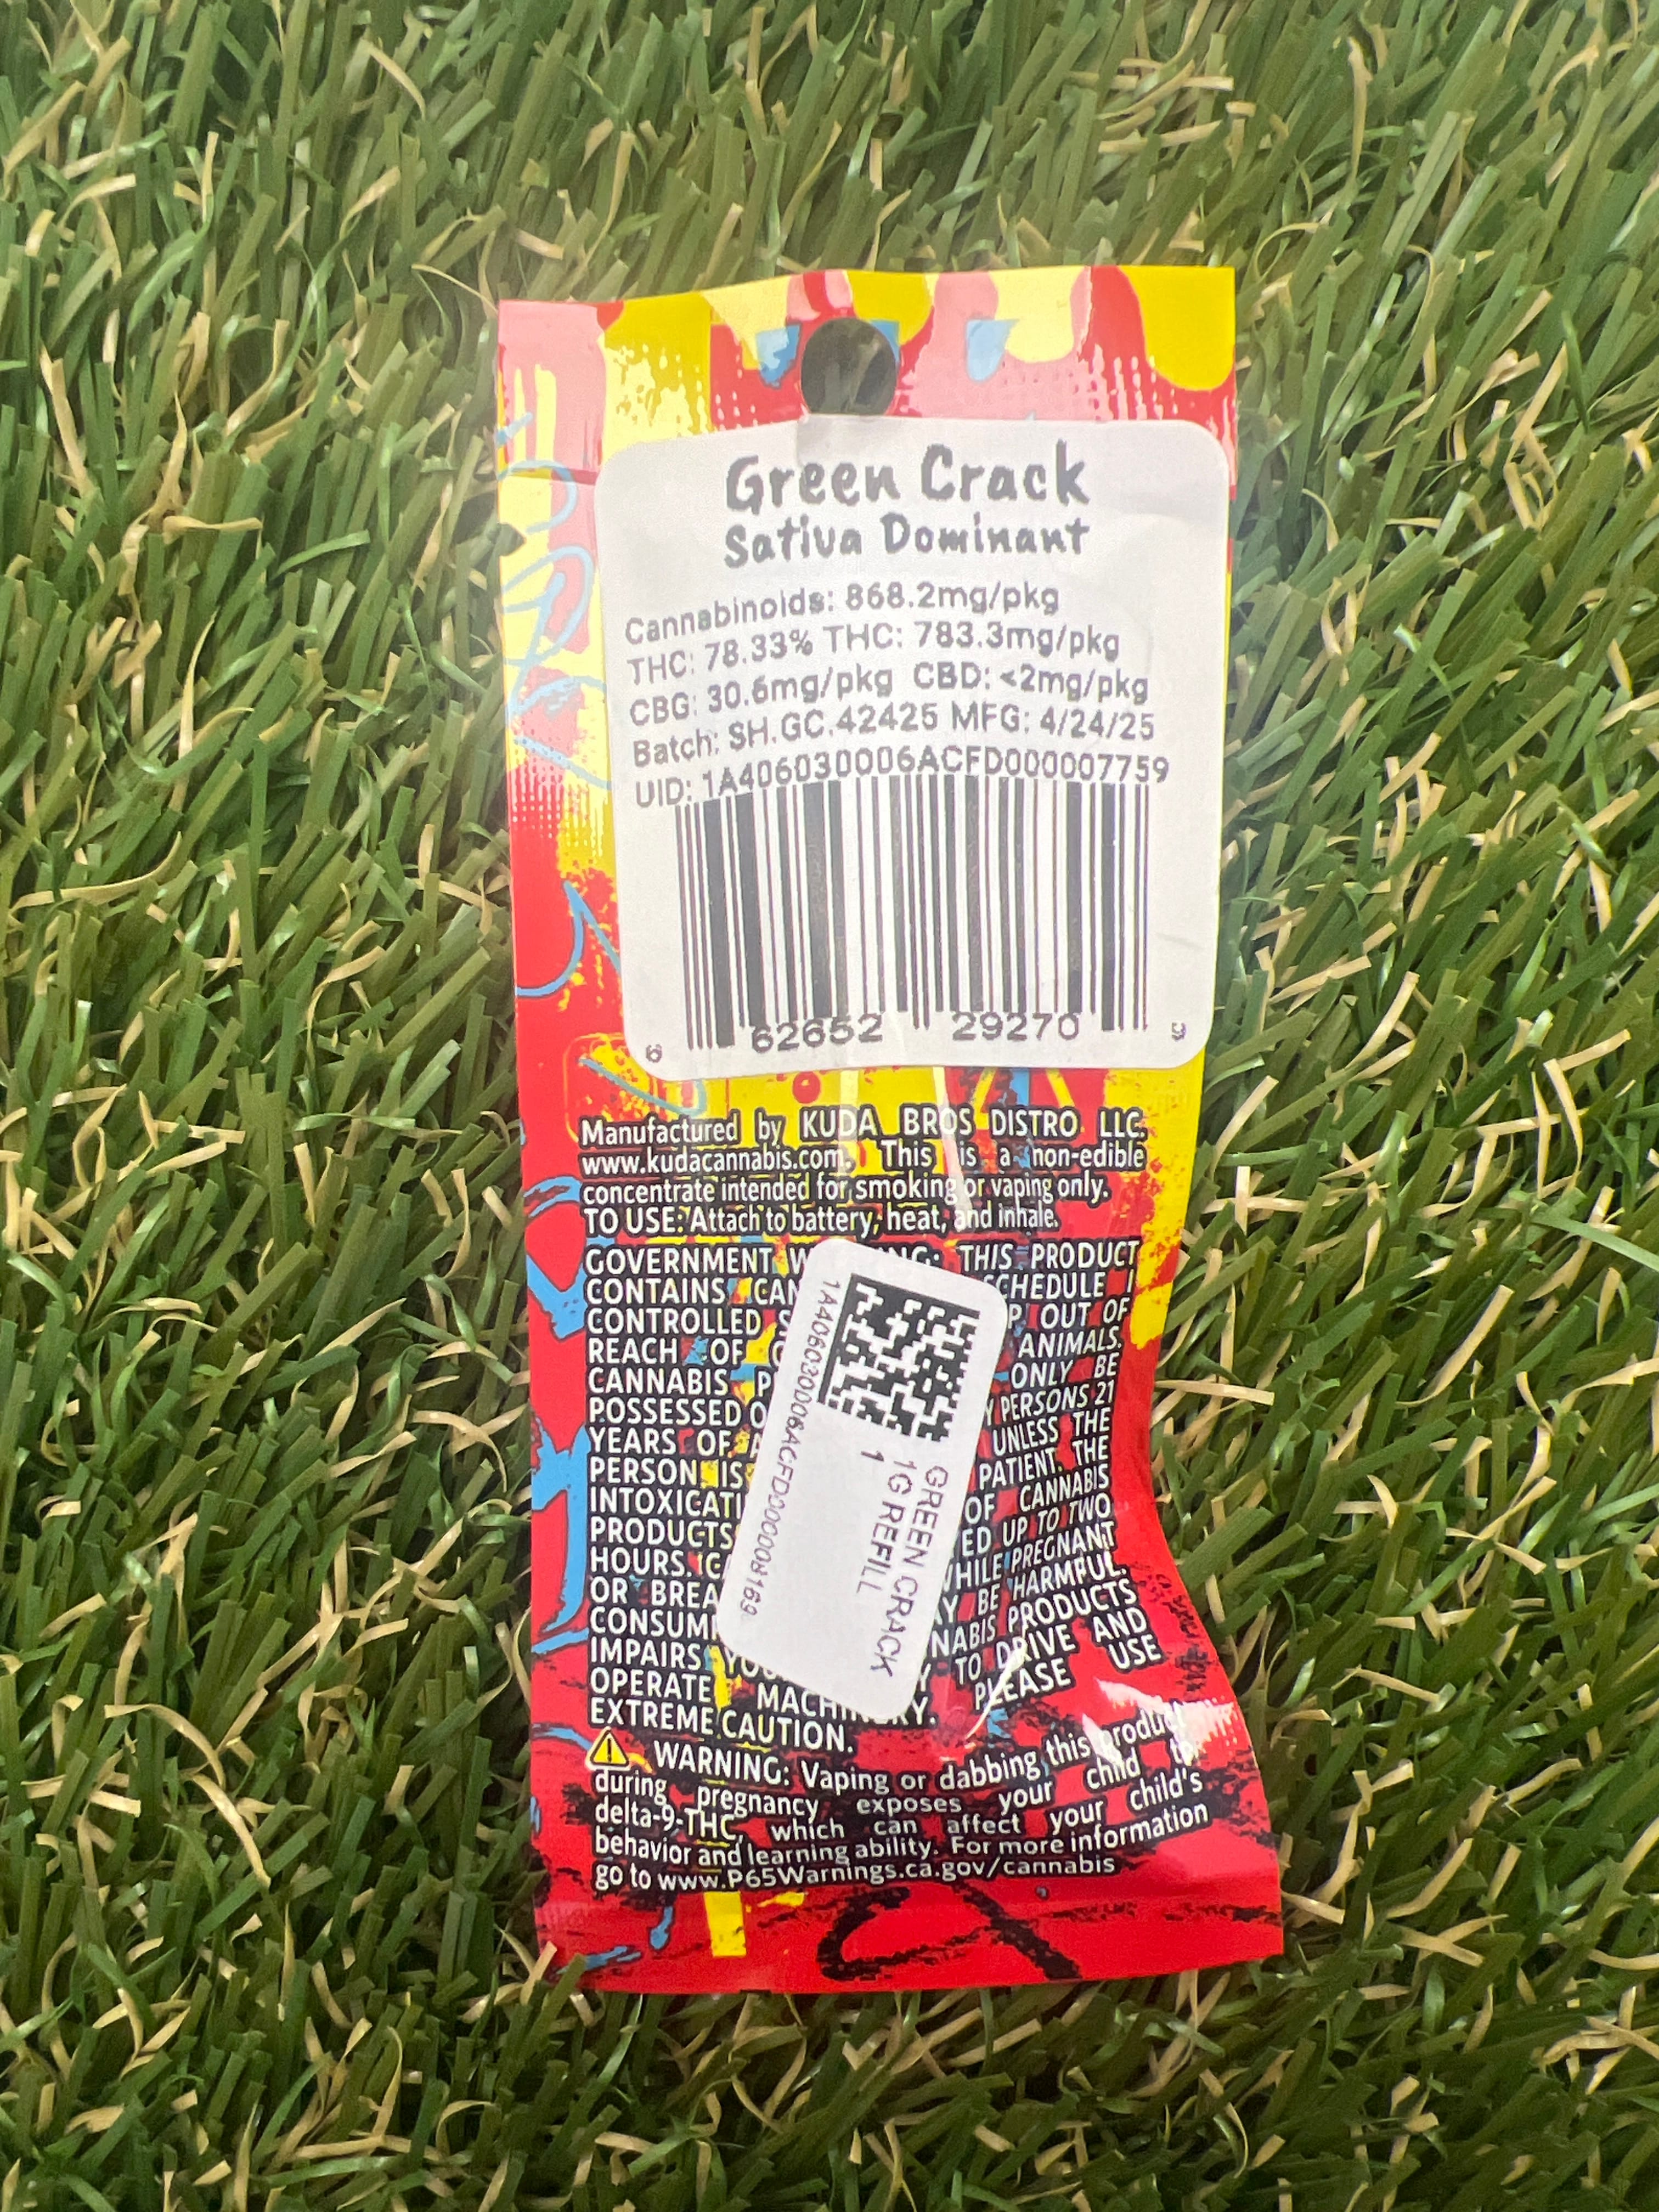 Green Crack
Sativa Dominant
Cannabinoids: 868.2mg/pkg
THC: 78.33% THC: 783.3mg/pkg
CBG: 30.6mg/pkg CBD: <2mg/pkg
Batch: SH.GC.42425 MFG: 4/24/25
UID: 1A406030006ACFD000007759
6 62652 29270 9
Manufactured by KUDA BROS DISTRO LLC.
www.kudacannabis.com. This is a non-edible
concentrate intended for smoking or vaping only.
TO USE: Attach to battery, heat, and inhale.
GOVERNMENT THIS PRODUCT
CONTAINS SCHEDULE I
CONTROLLED OUT OF
REACH OF ANIMALS.
CANNABIS ONLY BE
POSSESSED PERSONS 21
YEARS OF UNLESS THE
PERSON IS PATIENT. THE
OF CANNABIS
PRODUCTS UP TO TWO
HOURS. WHILE PREGNANT
OR BE HARMFUL.
PRODUCTS
IMPAIRS TO DRIVE AND
OPERATE MACHINERY. PLEASE USE
EXTREME CAUTION.
1A406030006ACFD000008169
GREEN CRACK
1G REFILL
1
WARNING: Vaping or dabbing this product
during pregnancy exposes your child to
delta-9-THC, which can affect your child's
behavior and learning ability. For more information
go to www.P65Warnings.ca.gov/cannabis